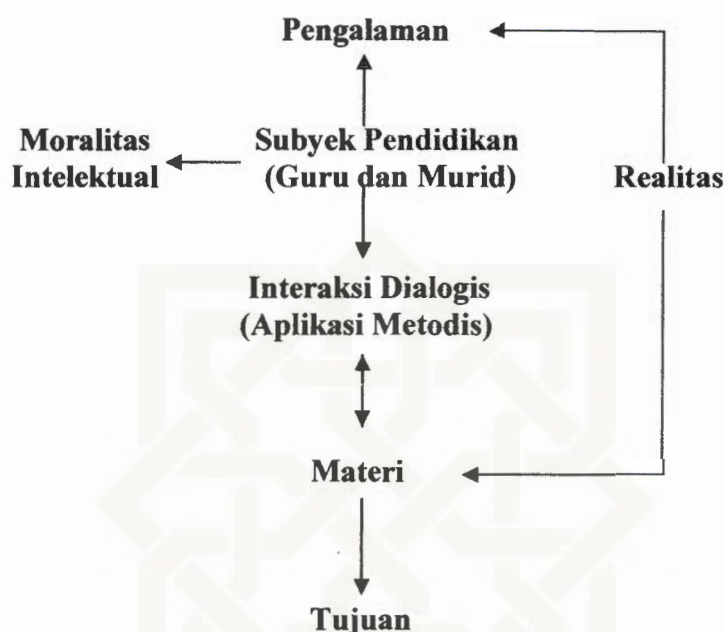 Pengalaman
Moralitas
Intelektual
Subyek Pendidikan
(Guru dan Murid)
Realitas
Interaksi Dialogis
(Aplikasi Metodis)
Materi
Tujuan